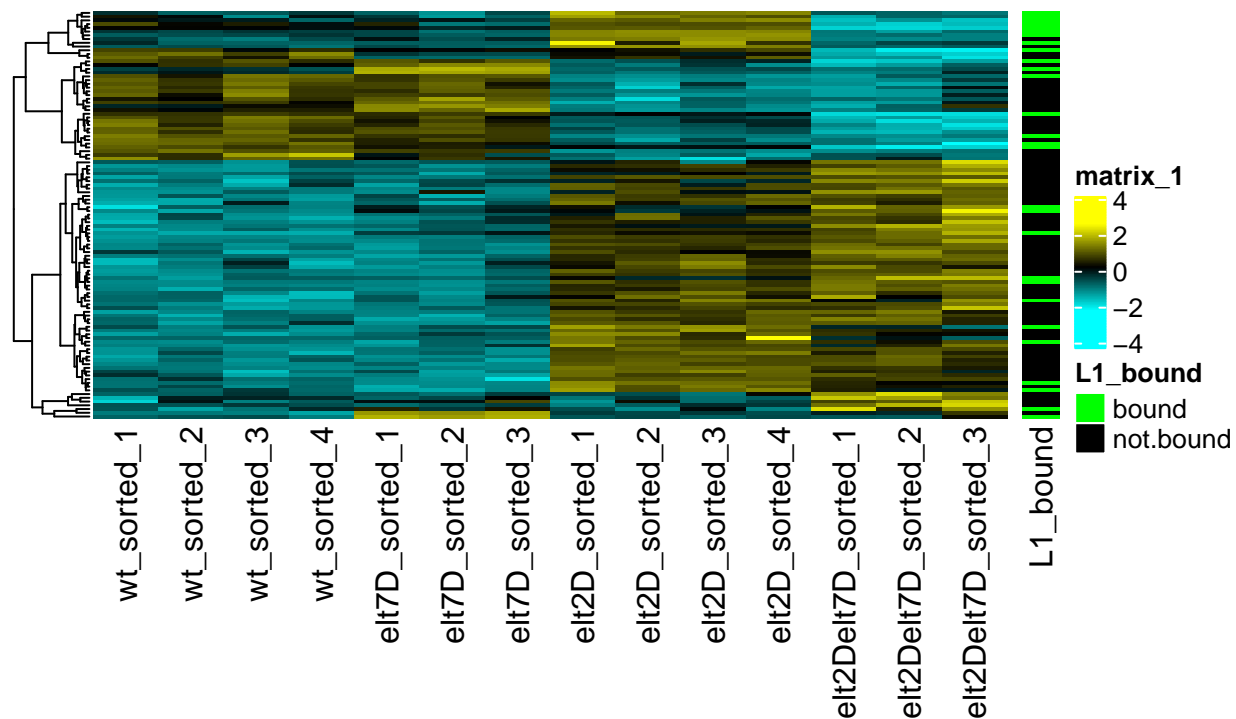 matrix_1
4
2
0
−2
−4
L1_bound
bound
not.bound
wt_sorted_1
wt_sorted_2
wt_sorted_3
wt_sorted_4
elt7D_sorted_1
elt7D_sorted_2
elt7D_sorted_3
elt2D_sorted_1
elt2D_sorted_2
elt2D_sorted_3
elt2D_sorted_4
elt2Delt7D_sorted_1
elt2Delt7D_sorted_2
elt2Delt7D_sorted_3
L1_bound